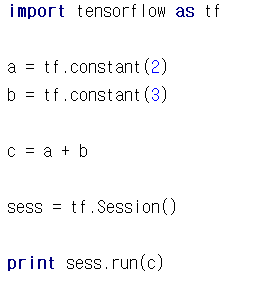 import tensorflow as tf
a = tf.constant(2)
b = tf.constant(3)
c = a + b
sess = tf.Session()
print sess.run(c)